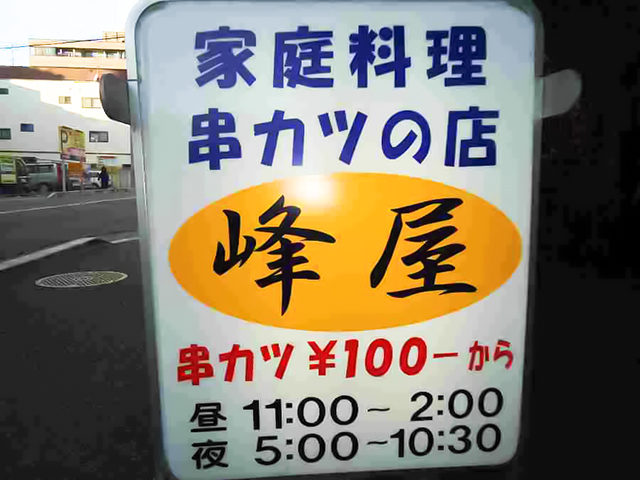 家庭料理
串カツの店
峰屋
串カツ ¥100ーから
昼 11:00~ 2:00
夜 5:00~10:30